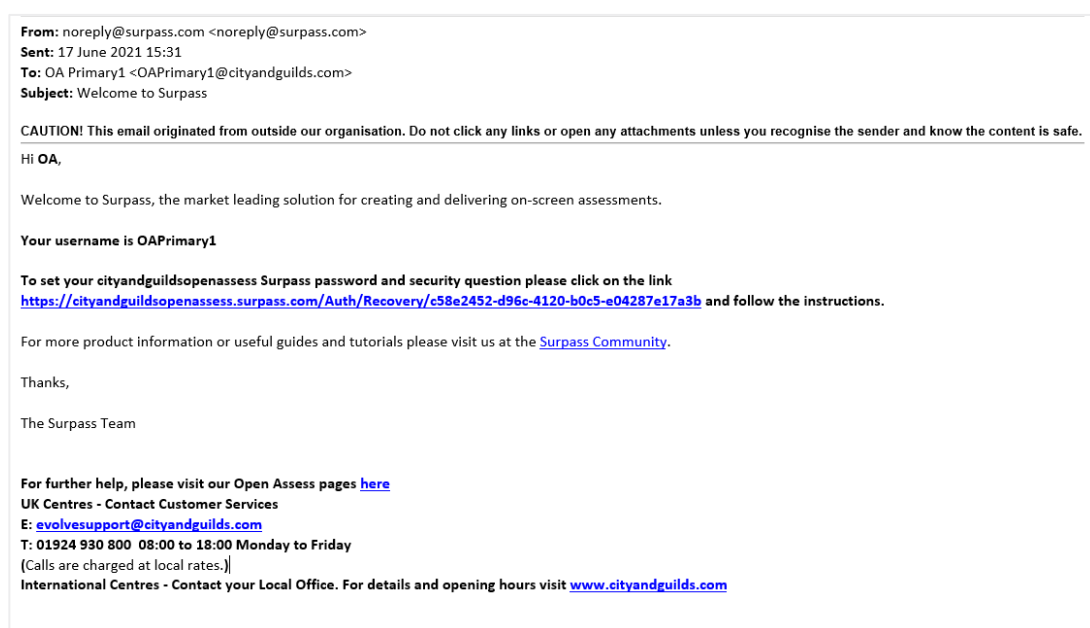 From: noreply@surpass.com <noreply@surpass.com>
Sent: 17 June 2021 15:31
To: OA Primary1 <OAPrimary1@cityandguilds.com>
Subject: Welcome to Surpass
CAUTION! This email originated from outside our organisation. Do not click any links or open any attachments unless you recognise the sender and know the content is safe.
Hi OA,
Welcome to Surpass, the market leading solution for creating and delivering on-screen assessments.
Your username is OAPrimary1
To set your cityandguildsopenassess Surpass password and security question please click on the link
https://cityandguildsopenassess.surpass.com/Auth/Recovery/c58e2452-d96c-4120-b0c5-e04287e17a3b and follow the instructions.
For more product information or useful guides and tutorials please visit us at the Surpass Community.
Thanks,
The Surpass Team
For further help, please visit our Open Assess pages here
UK Centres - Contact Customer Services
E: evolvesupport@cityandguilds.com
T: 01924 930 800  08:00 to 18:00 Monday to Friday
(Calls are charged at local rates.)
International Centres - Contact your Local Office. For details and opening hours visit www.cityandguilds.com